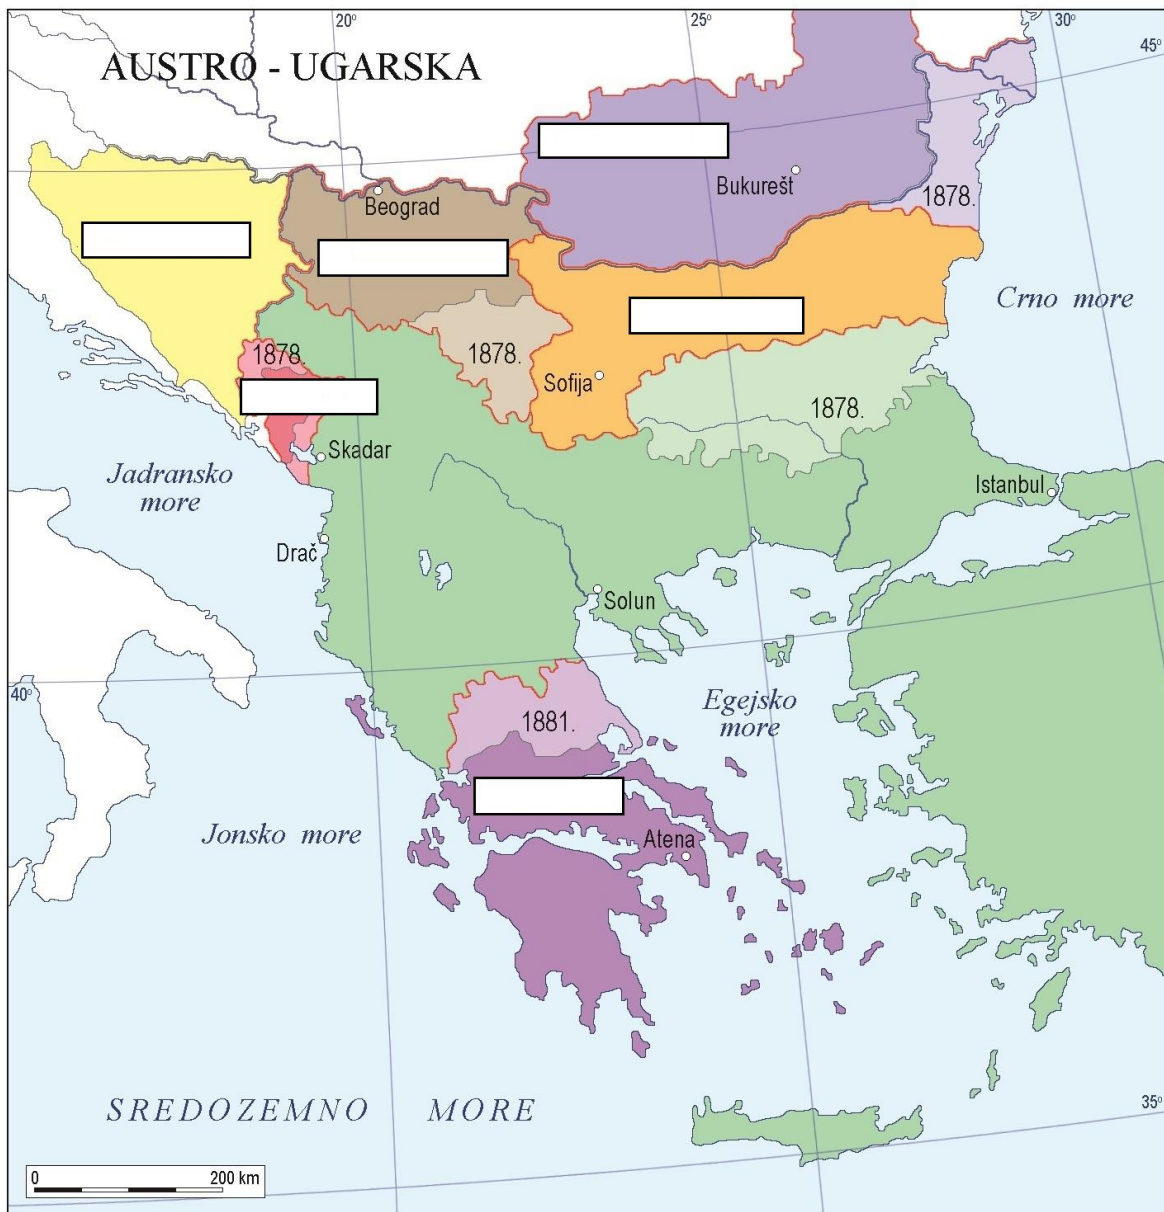 20°
25°
30°
45°
AUSTRO - UGARSKA
Bukurešt
Beograd
1878.
Crno more
1878.
1878.
Sofija
1878.
Skadar
Jadransko
more
Istanbul
Drač
Solun
40°
Egejsko
more
1881.
Jonsko more
Atena
SREDOZEMNO MORE
35°
0
200 km